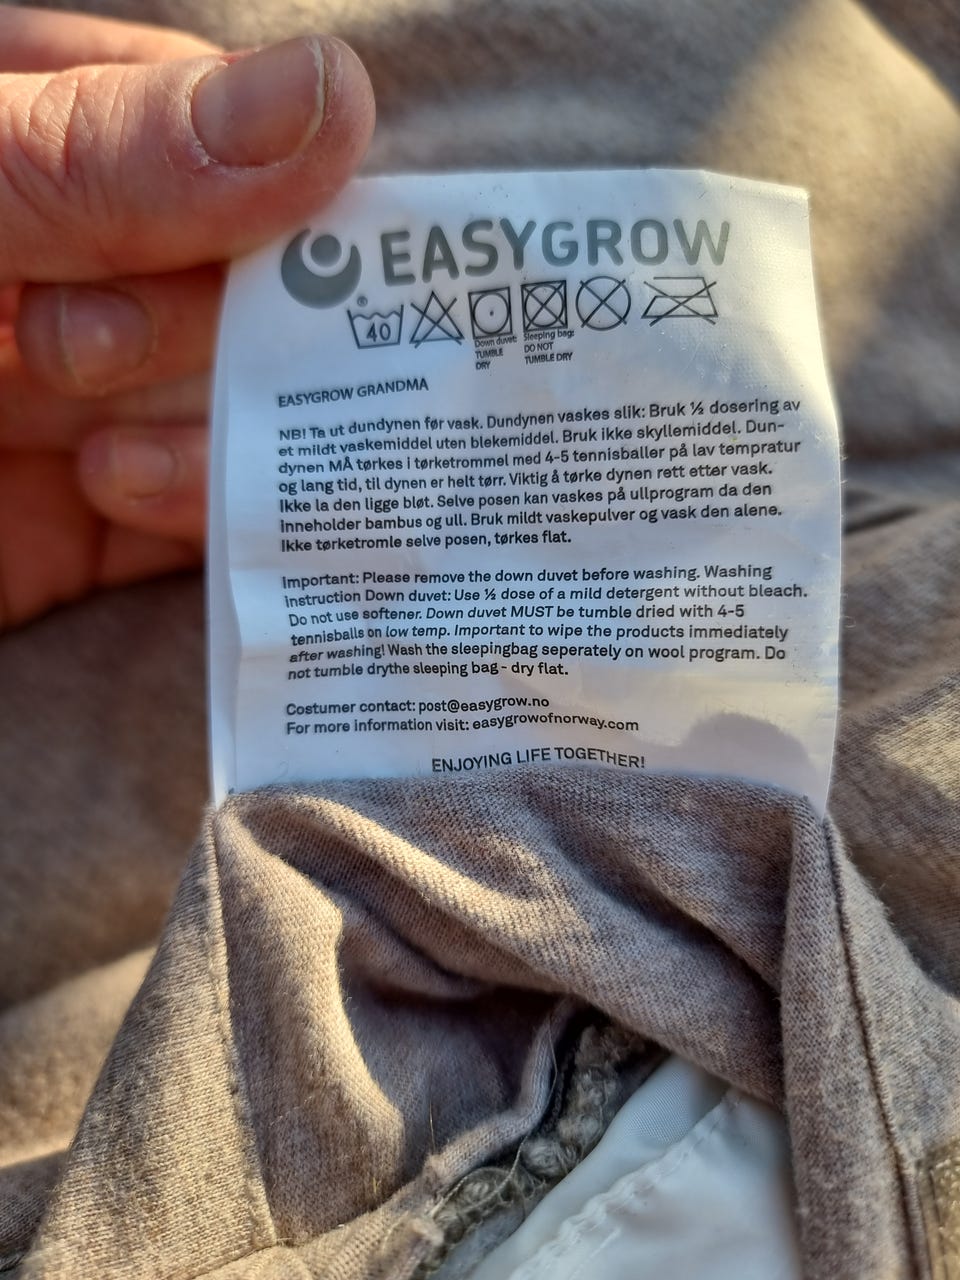 EASYGROW
®
40
Down duvet: Sleeping bag:
TUMBLE DO NOT
DRY TUMBLE DRY
EASYGROW GRANDMA
NB! Ta ut dundynen før vask. Dundynen vaskes slik: Bruk ½ dosering av
et mildt vaskemiddel uten blekemiddel. Bruk ikke skyllemiddel. Dun-
dynen MÅ tørkes i tørketrommel med 4-5 tennisballer på lav tempratur
og lang tid, til dynen er helt tørr. Viktig å tørke dynen rett etter vask.
Ikke la den ligge bløt. Selve posen kan vaskes på ullprogram da den
inneholder bambus og ull. Bruk mildt vaskepulver og vask den alene.
Ikke tørketromle selve posen, tørkes flat.
Important: Please remove the down duvet before washing. Washing
instruction Down duvet: Use ½ dose of a mild detergent without bleach.
Do not use softener. Down duvet MUST be tumble dried with 4-5
tennisballs on low temp. Important to wipe the products immediately
after washing! Wash the sleepingbag seperately on wool program. Do
not tumble drythe sleeping bag - dry flat.
Costumer contact: post@easygrow.no
For more information visit: easygrowofnorway.com
ENJOYING LIFE TOGETHER!